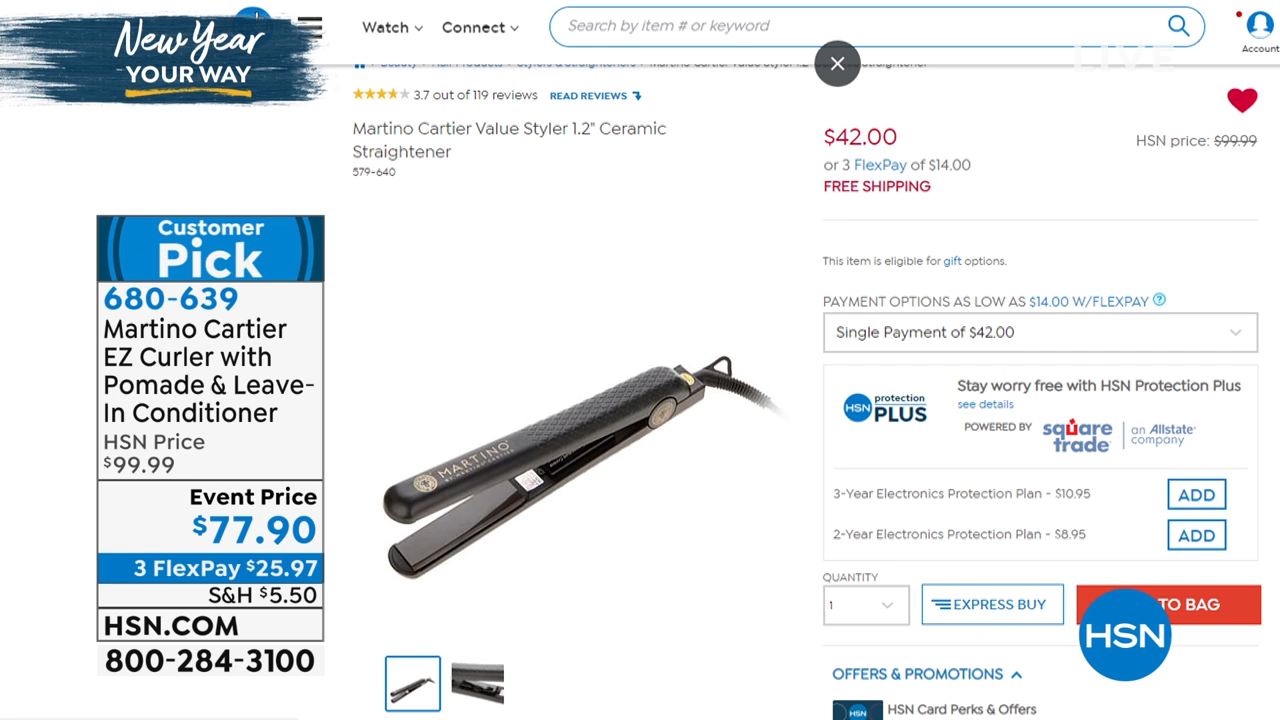 New Year
YOUR WAY
Watch
Connect
Search by item # or keyword
Account
LIVE
3.7 out of 119 reviews READ REVIEWS
Martino Cartier Value Styler 1.2" Ceramic
Straightener
579-640
$42.00
HSN price: $99.99
or 3 FlexPay of $14.00
FREE SHIPPING
This item is eligible for gift options.
PAYMENT OPTIONS AS LOW AS $14.00 W/FLEXPAY ?
Single Payment of $42.00
HSN protection PLUS
Stay worry free with HSN Protection Plus
see details
POWERED BY
square
trade
an Allstate
company
3-Year Electronics Protection Plan - $10.95
ADD
2-Year Electronics Protection Plan - $8.95
ADD
QUANTITY
1
EXPRESS BUY
TO BAG
HSN
OFFERS & PROMOTIONS
HSN
HSN Card Perks & Offers
Customer
Pick
680-639
Martino Cartier
EZ Curler with
Pomade & Leave-
In Conditioner
HSN Price
$99.99
Event Price
$77.90
3 FlexPay $25.97
S&H $5.50
HSN.COM
800-284-3100
MARTINO